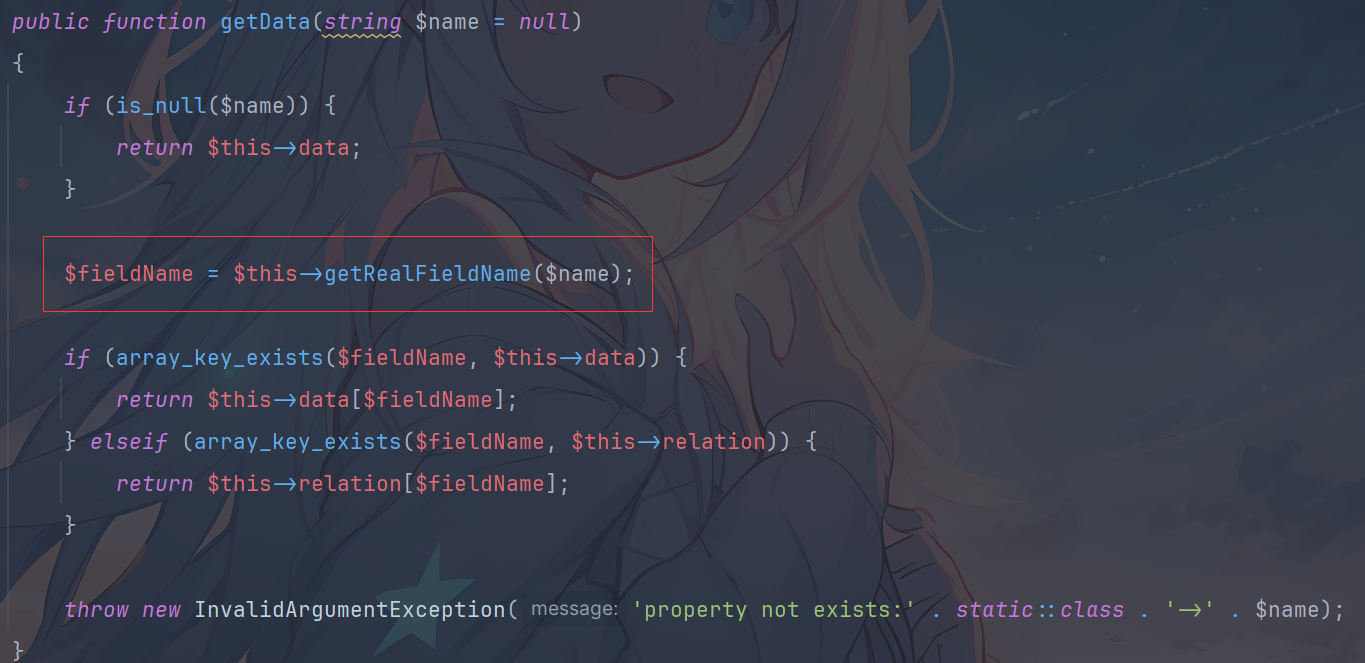 public function getData(string $name = null)
{
    if (is_null($name)) {
        return $this->data;
    }
    $fieldName = $this->getRealFieldName($name);
    if (array_key_exists($fieldName, $this->data)) {
        return $this->data[$fieldName];
    } elseif (array_key_exists($fieldName, $this->relation)) {
        return $this->relation[$fieldName];
    }
    throw new InvalidArgumentException( message: 'property not exists:' . static::class . '->' . $name);
}